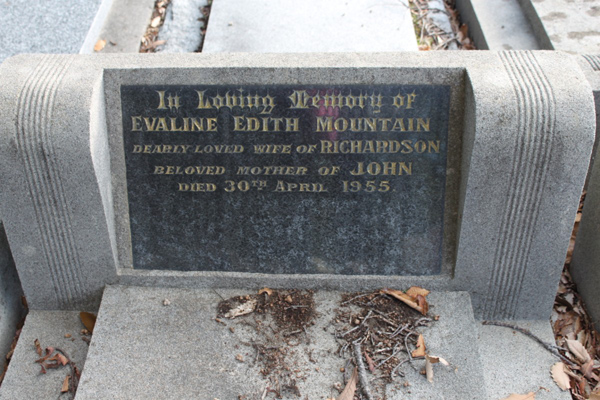 In Loving Memory of
EVALINE EDITH MOUNTAIN
DEARLY LOVED WIFE OF RICHARDSON
BELOVED MOTHER OF JOHN
DIED 30TH APRIL 1955.